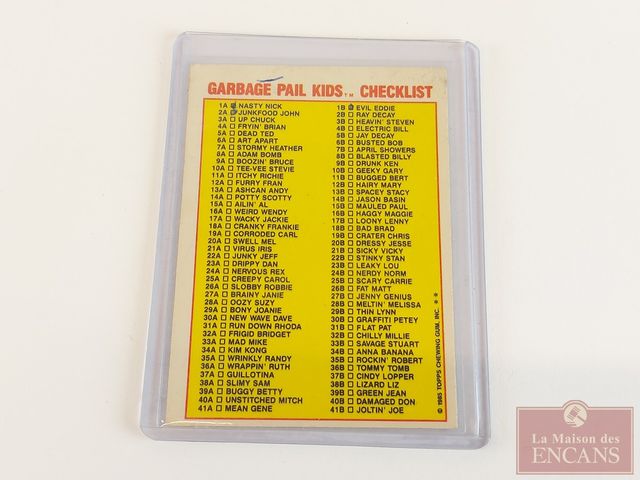 GARBAGE PAIL KIDS™ CHECKLIST
1A □ NASTY NICK
2A □ JUNKFOOD JOHN
3A □ UP CHUCK
4A □ FRYIN' BRIAN
5A □ DEAD TED
6A □ ART APART
7A □ STORMY HEATHER
8A □ ADAM BOMB
9A □ BOOZIN' BRUCE
10A □ TEE-VEE STEVIE
11A □ ITCHY RICHIE
12A □ FURRY FRAN
13A □ ASHCAN ANDY
14A □ POTTY SCOTTY
15A □ AILIN' AL
16A □ WEIRD WENDY
17A □ WACKY JACKIE
18A □ CRANKY FRANKIE
19A □ CORRODED CARL
20A □ SWELL MEL
21A □ VIRUS IRIS
22A □ JUNKY JEFF
23A □ DRIPPY DAN
24A □ NERVOUS REX
25A □ CREEPY CAROL
26A □ SLOBBY ROBBIE
27A □ BRAINY JANIE
28A □ OOZY SUZY
29A □ BONY JOANIE
30A □ NEW WAVE DAVE
31A □ RUN DOWN RHODA
32A □ FRIGID BRIDGET
33A □ MAD MIKE
34A □ KIM KONG
35A □ WRINKLY RANDY
36A □ WRAPPIN' RUTH
37A □ GUILLOTINA
38A □ SLIMY SAM
39A □ BUGGY BETTY
40A □ UNSTITCHED MITCH
41A □ MEAN GENE
1B □ EVIL EDDIE
2B □ RAY DECAY
3B □ HEAVIN' STEVEN
4B □ ELECTRIC BILL
5B □ JAY DECAY
6B □ BUSTED BOB
7B □ APRIL SHOWERS
8B □ BLASTED BILLY
9B □ DRUNK KEN
10B □ GEEKY GARY
11B □ BUGGED BERT
12B □ HAIRY MARY
13B □ SPACEY STACY
14B □ JASON BASIN
15B □ MAULED PAUL
16B □ HAGGY MAGGIE
17B □ LOONY LENNY
18B □ BAD BRAD
19B □ CRATER CHRIS
20B □ DRESSY JESSE
21B □ SICKY VICKY
22B □ STINKY STAN
23B □ LEAKY LOU
24B □ NERDY NORM
25B □ SCARY CARRIE
26B □ FAT MATT
27B □ JENNY GENIUS
28B □ MELTIN' MELISSA
29B □ THIN LYNN
30B □ GRAFFITI PETEY
31B □ FLAT PAT
32B □ CHILLY MILLIE
33B □ SAVAGE STUART
34B □ ANNA BANANA
35B □ ROCKIN' ROBERT
36B □ TOMMY TOMB
37B □ CINDY LOPPER
38B □ LIZARD LIZ
39B □ GREEN JEAN
40B □ DAMAGED DON
41B □ JOLTIN' JOE
© 1985 TOPPS CHEWING GUM, INC. * *
La Maison des
ENCANS